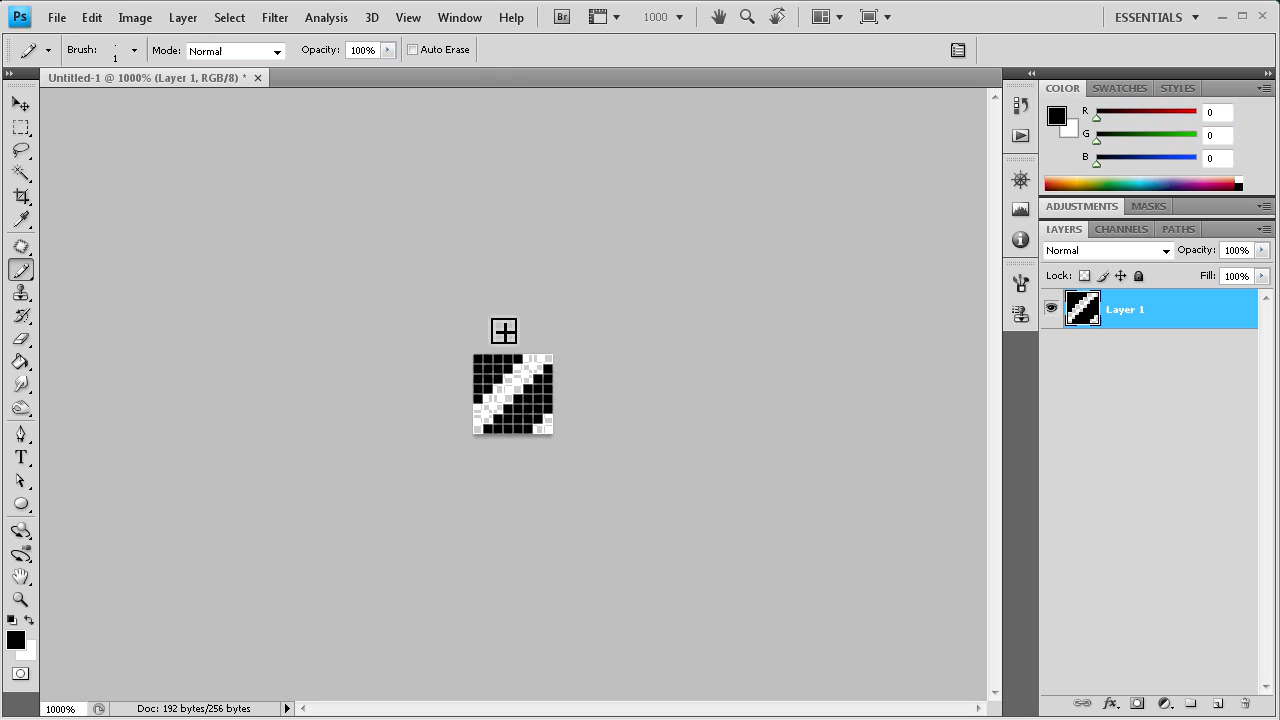 Ps File Edit Image Layer Select Filter Analysis 3D View Window Help Br 1000 ESSENTIALS
Brush: 1 Mode: Normal Opacity: 100% Auto Erase
Untitled-1 @ 1000% (Layer 1, RGB/8) *
COLOR SWATCHES STYLES
R 0
G 0
B 0
ADJUSTMENTS MASKS
LAYERS CHANNELS PATHS
Normal Opacity: 100%
Lock: Fill: 100%
Layer 1
T
1000% Doc: 192 bytes/256 bytes
fx